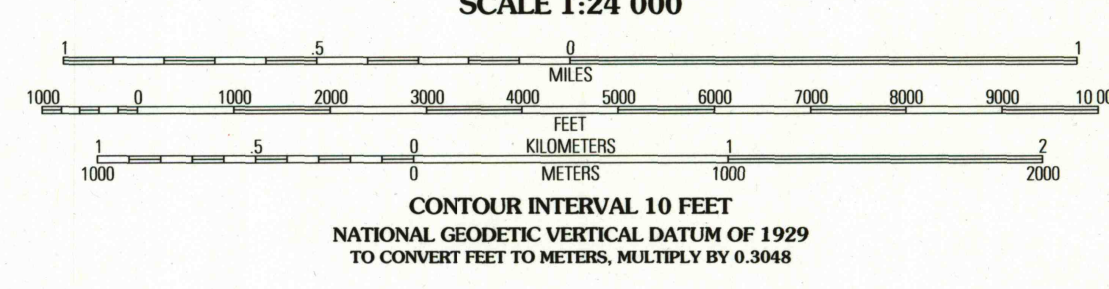 SCALE 1:24 000
1 .5 0 1
MILES
1000 0 1000 2000 3000 4000 5000 6000 7000 8000 9000 10 00
FEET
1 .5 0 KILOMETERS 1 2
1000 0 METERS 1000 2000
CONTOUR INTERVAL 10 FEET
NATIONAL GEODETIC VERTICAL DATUM OF 1929
TO CONVERT FEET TO METERS, MULTIPLY BY 0.3048